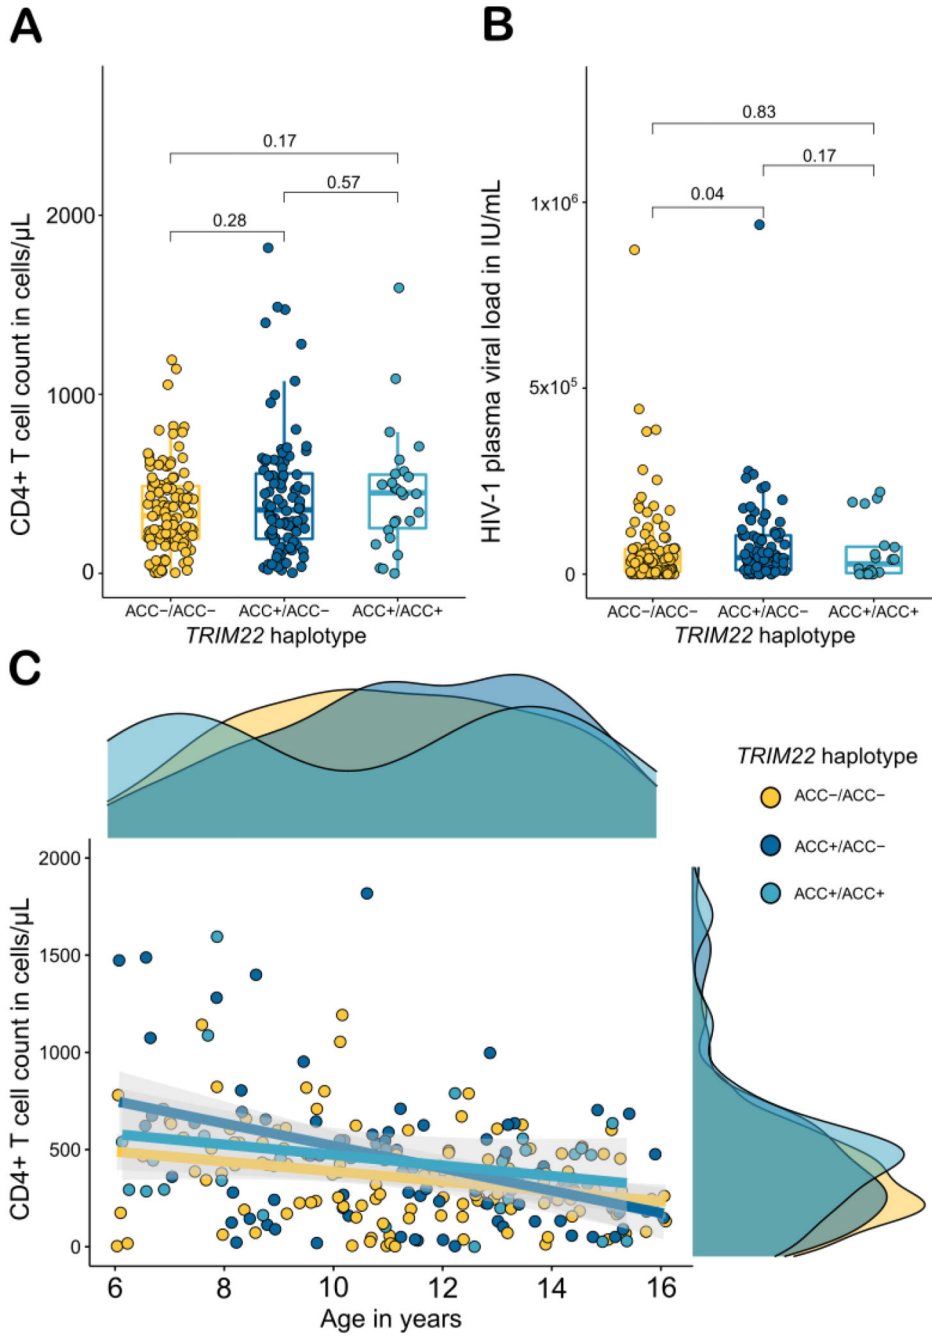 A
CD4+ T cell count in cells/µL
2000
1000
0
0.17
0.57
0.28
ACC−/ACC−
ACC+/ACC−
ACC+/ACC+
TRIM22 haplotype
B
HIV-1 plasma viral load in IU/mL
1x10⁶
5x10⁵
0
0.83
0.17
0.04
ACC−/ACC−
ACC+/ACC−
ACC+/ACC+
TRIM22 haplotype
C
CD4+ T cell count in cells/µL
2000
1500
1000
500
0
6
8
10
12
14
16
Age in years
TRIM22 haplotype
ACC−/ACC−
ACC+/ACC−
ACC+/ACC+